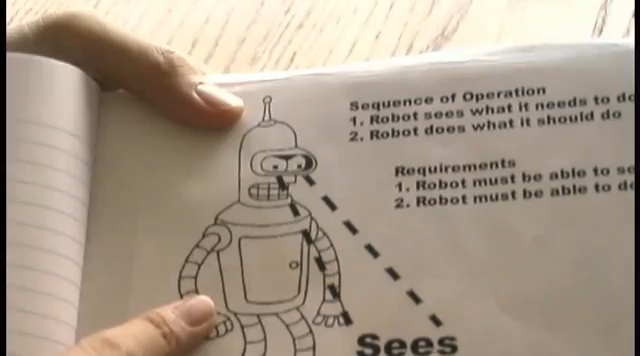 Sequence of Operation
1. Robot sees what it needs to do
2. Robot does what it should do
Requirements
1. Robot must be able to
2. Robot must be able to
Sees